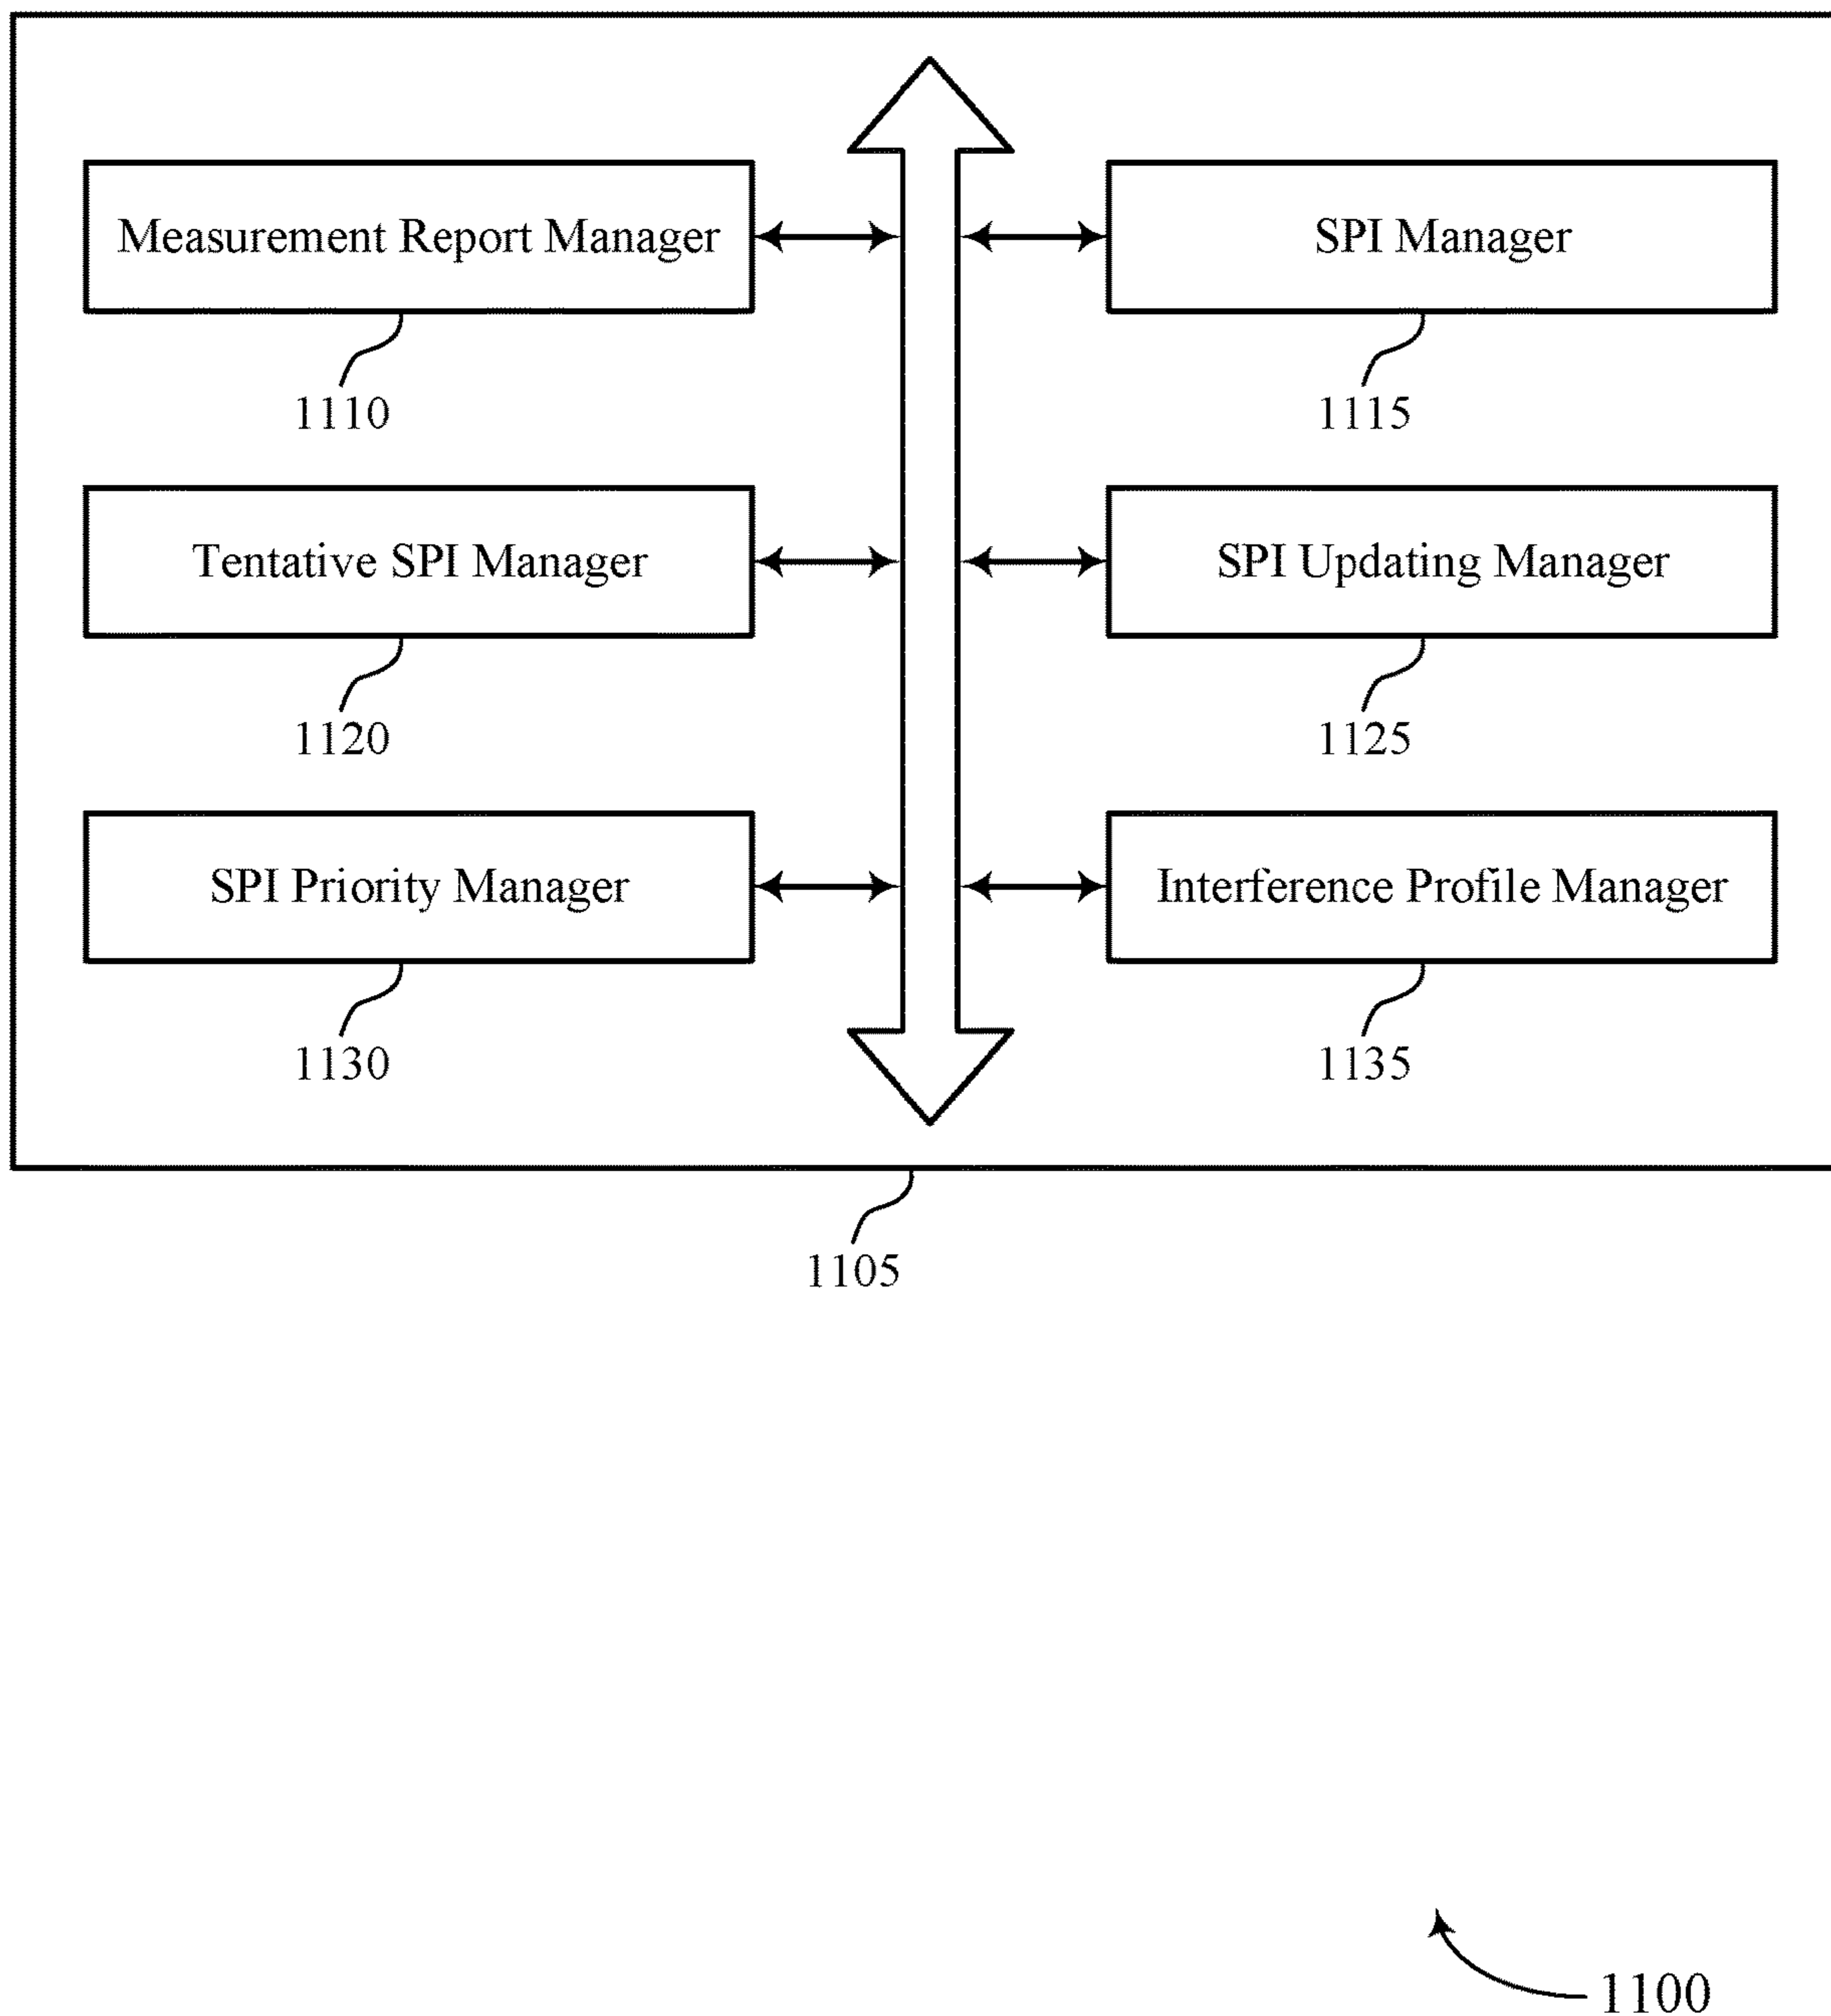 Measurement Report Manager
SPI Manager
1110
1115
Tentative SPI Manager
SPI Updating Manager
1120
1125
SPI Priority Manager
Interference Profile Manager
1130
1135
1105
1100